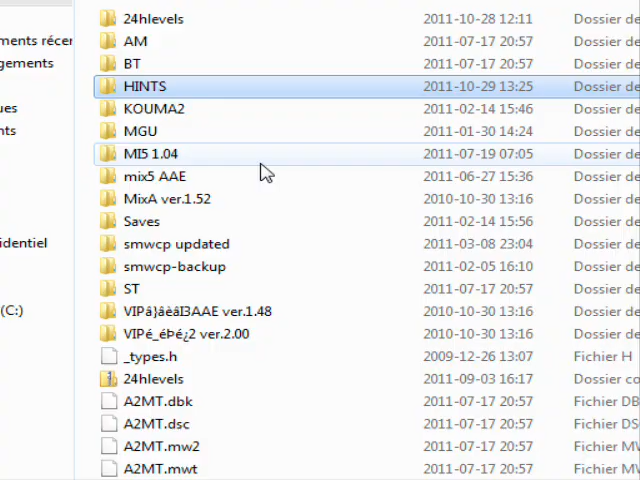 24hlevels 2011-10-28 12:11 Dossier de
ments récer AM 2011-07-17 20:57 Dossier de
gements BT 2011-07-17 20:57 Dossier de
HINTS 2011-10-29 13:25 Dossier de
ues KOUMA2 2011-02-14 15:46 Dossier de
nts MGU 2011-01-30 14:24 Dossier de
MI5 1.04 2011-07-19 07:05 Dossier de
mix5 AAE 2011-06-27 15:36 Dossier de
MixA ver.1.52 2010-10-30 13:16 Dossier de
Saves 2011-02-14 15:56 Dossier de
identiel smwcp updated 2011-03-08 23:04 Dossier de
smwcp-backup 2011-02-05 16:10 Dossier de
ST 2011-07-17 20:57 Dossier de
(C:) VIPâ}âèâI3AAE ver.1.48 2010-10-30 13:16 Dossier de
VIPé_éÞé¿2 ver.2.00 2010-10-30 13:16 Dossier de
_types.h 2009-12-26 13:07 Fichier H
24hlevels 2011-09-03 16:17 Dossier co
A2MT.dbk 2011-07-17 20:57 Fichier DB
A2MT.dsc 2011-07-17 20:57 Fichier DS
A2MT.mw2 2011-07-17 20:57 Fichier MW
A2MT.mwt 2011-07-17 20:57 Fichier MW